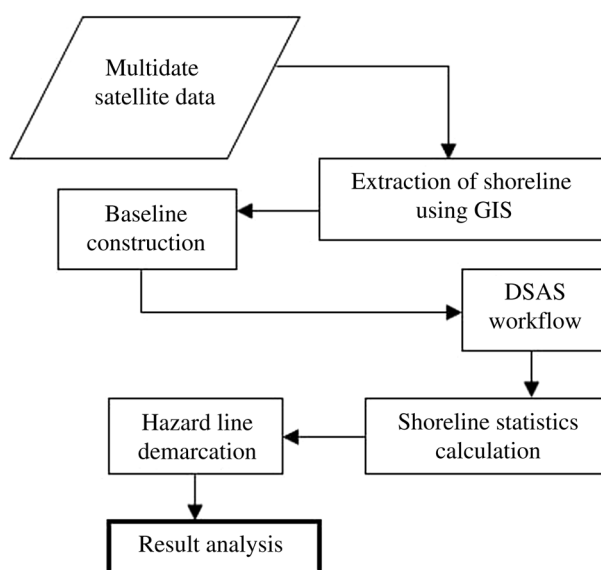 Multidate
satellite data
Extraction of shoreline
using GIS
Baseline
construction
DSAS
workflow
Shoreline statistics
calculation
Hazard line
demarcation
Result analysis